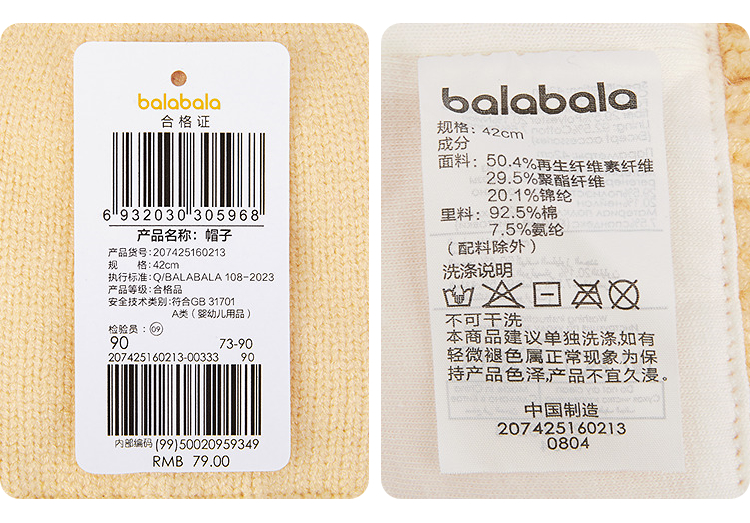 balabala
合格证
6 932030 305968
产品名称：帽子
产品货号：207425160213
规 格：42cm
执行标准：Q/BALABALA 108-2023
产品等级：合格品
安全技术类别：符合GB 31701
A类（婴幼儿用品）
检验员：09
90 73-90
207425160213-00333 90
内部编码 (99)50020959349
RMB 79.00
balabala
规格：42cm
成分
面料：50.4%再生纤维素纤维
29.5%聚酯纤维
20.1%锦纶
里料：92.5%棉
7.5%氨纶
（配料除外）
洗涤说明
不可干洗
本商品建议单独洗涤,如有
轻微褪色属正常现象为保
持产品色泽,产品不宜久浸。
中国制造
207425160213
0804